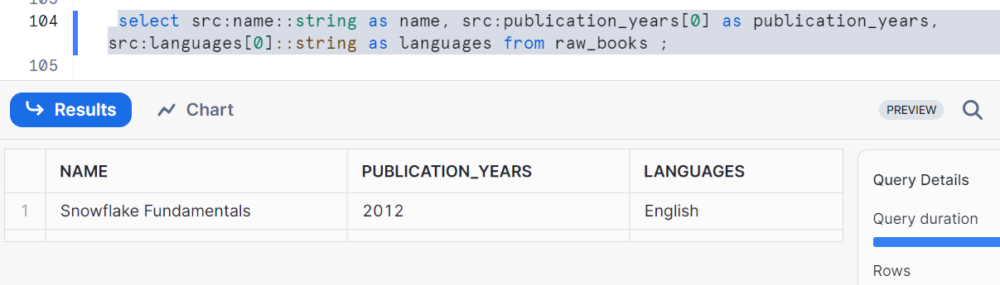 104 select src:name::string as name, src:publication_years[0] as publication_years,
src:languages[0]::string as languages from raw_books ;
105
Results Chart PREVIEW
NAME PUBLICATION_YEARS LANGUAGES
1 Snowflake Fundamentals 2012 English
Query Details
Query duration
Rows